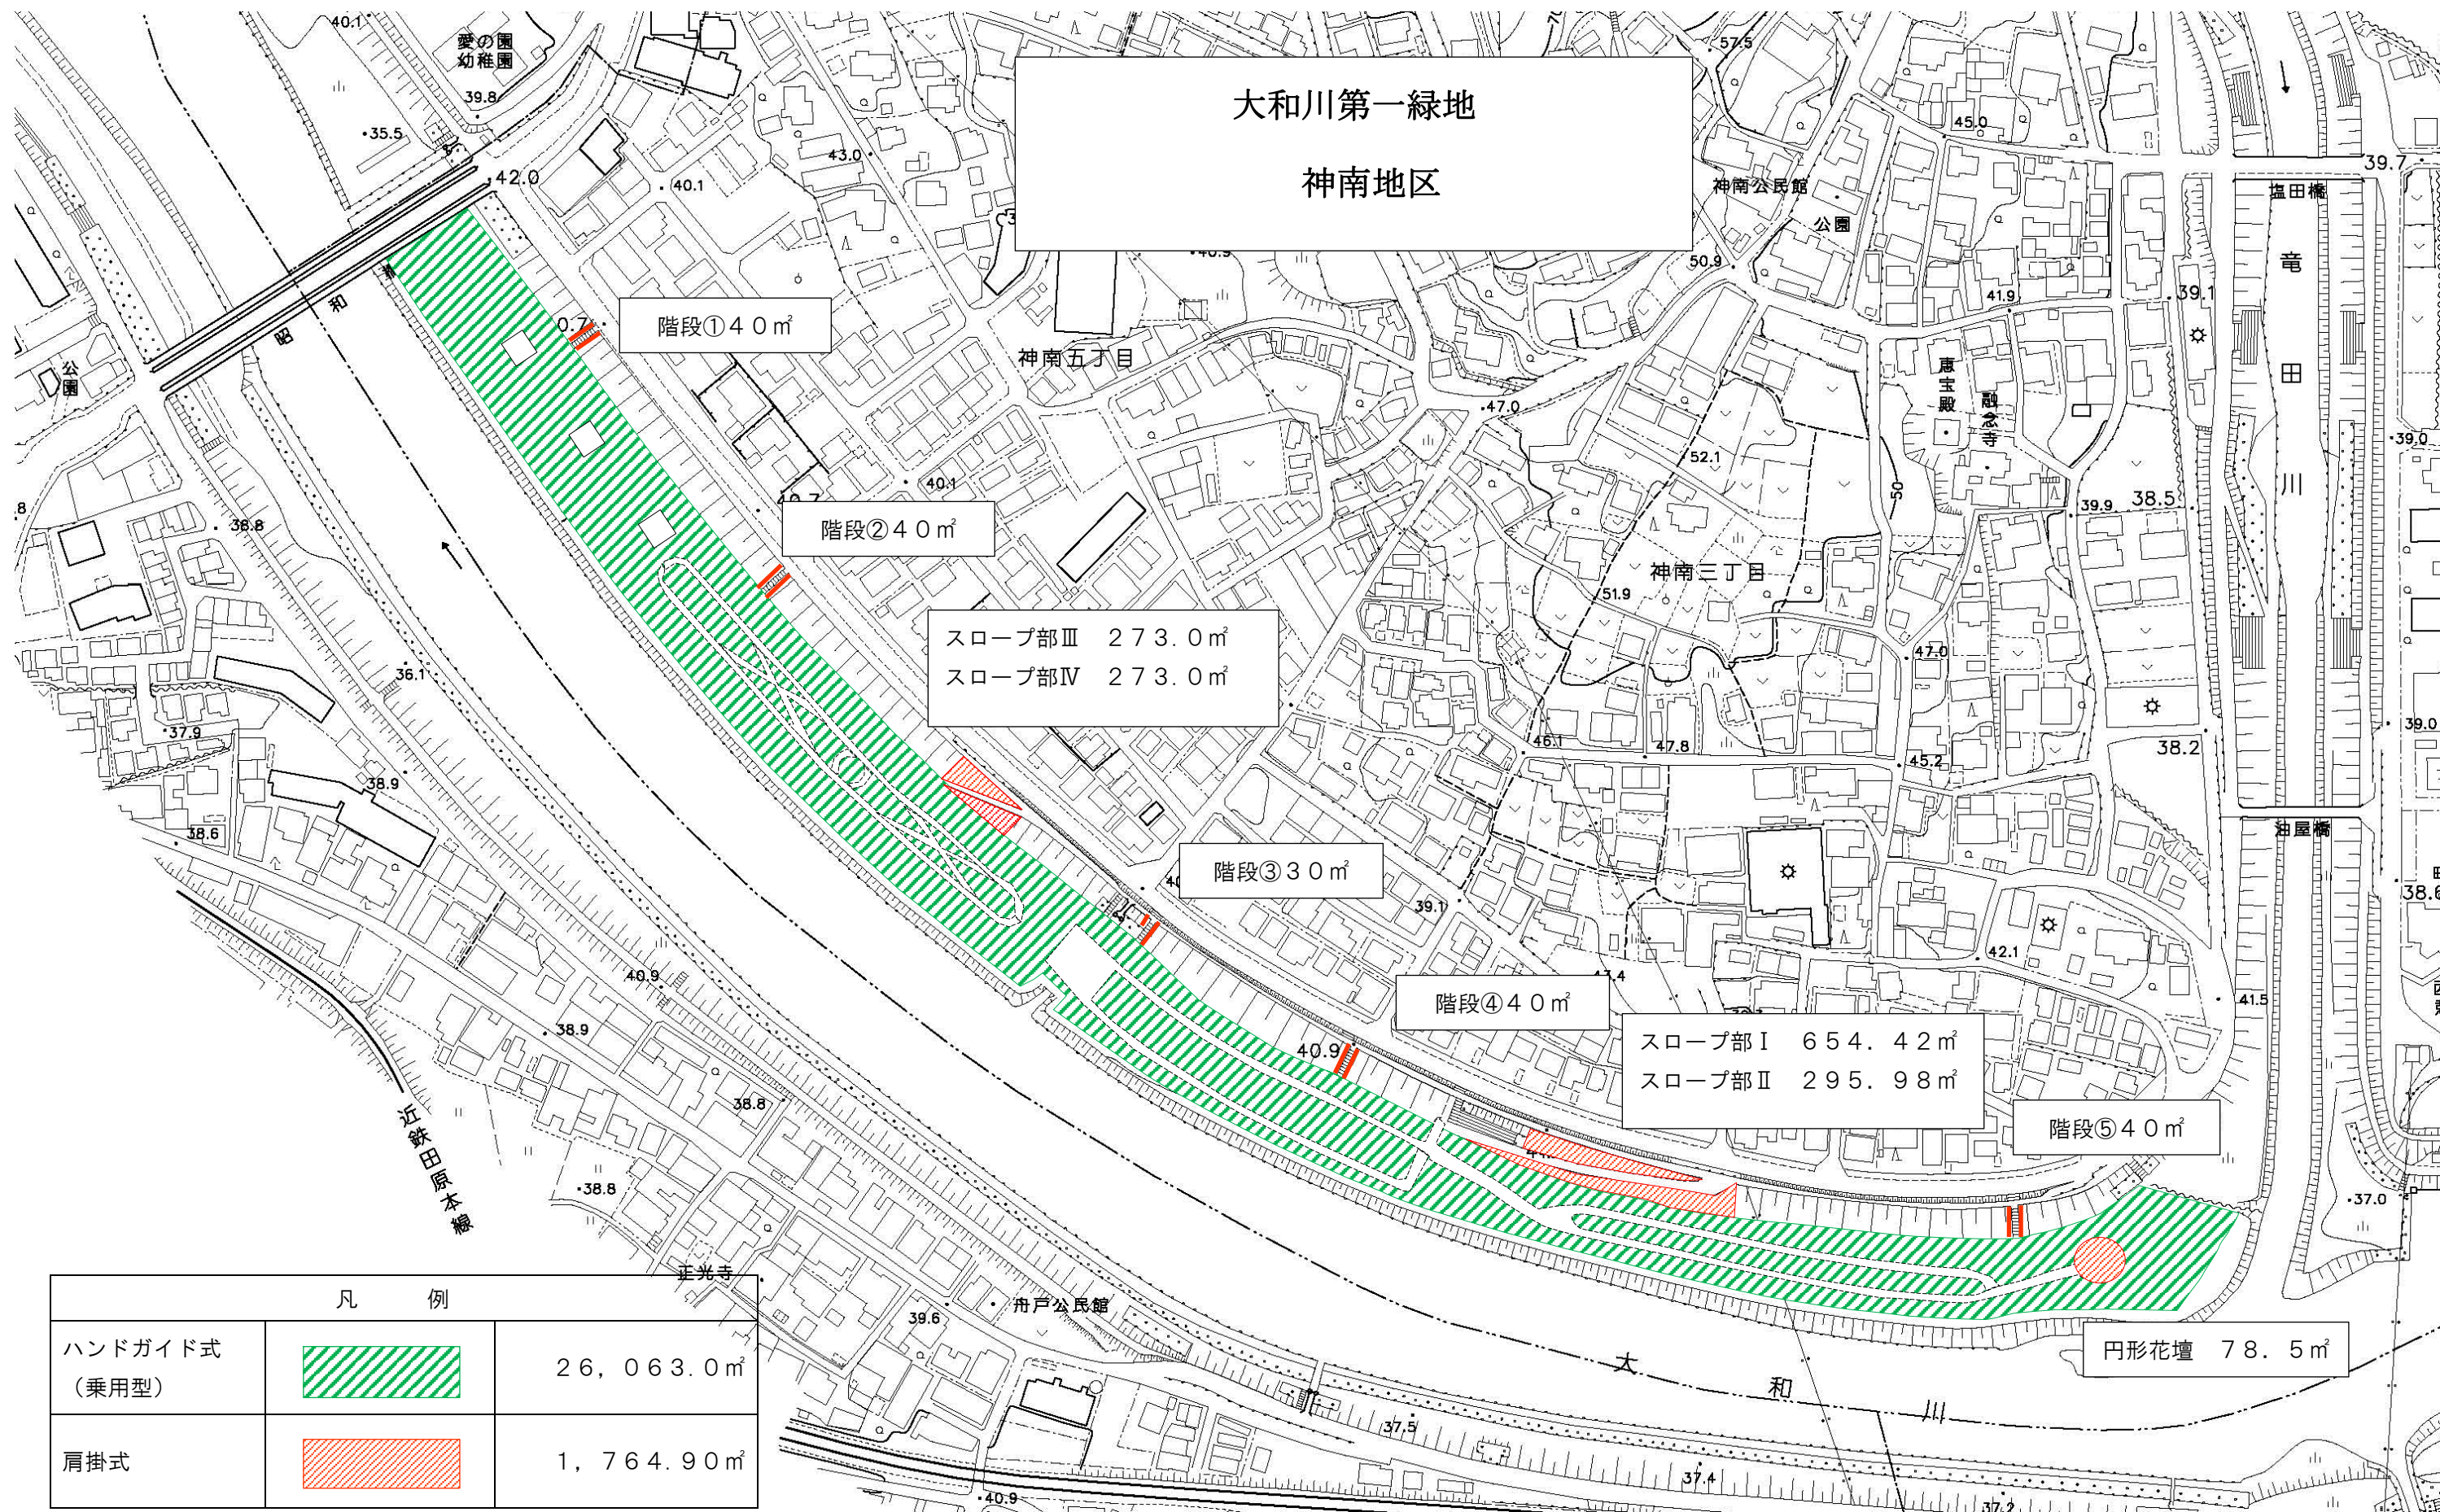 大和川第一緑地
神南地区
愛の園
幼稚園
40.1
39.8
35.5
42.0
40.1
43.0
57.5
45.0
39.7
塩田橋
竜田川
神南公民館
公園
50.9
41.9
39.1
昭和
公園
階段①40㎡
神南五丁目
47.0
恵宝殿
融念寺
39.0
52.1
50
39.9
38.5
38.8
40.1
階段②40㎡
神南三丁目
51.9
スロープ部Ⅲ 273.0㎡
スロープ部Ⅳ 273.0㎡
36.1
37.9
47.0
46.1
47.8
45.2
38.2
39.0
38.9
38.6
油屋橋
階段③30㎡
39.1
38.6
42.1
41.5
40.9
38.9
階段④40㎡
40.9
スロープ部Ⅰ 654.42㎡
スロープ部Ⅱ 295.98㎡
階段⑤40㎡
38.8
近鉄田原本線
38.8
37.0
正光寺
舟戸公民館
39.6
円形花壇 78.5㎡
大和川
37.5
37.4
37.2
40.9
凡例
ハンドガイド式
(乗用型)
26,063.0㎡
肩掛式
1,764.90㎡